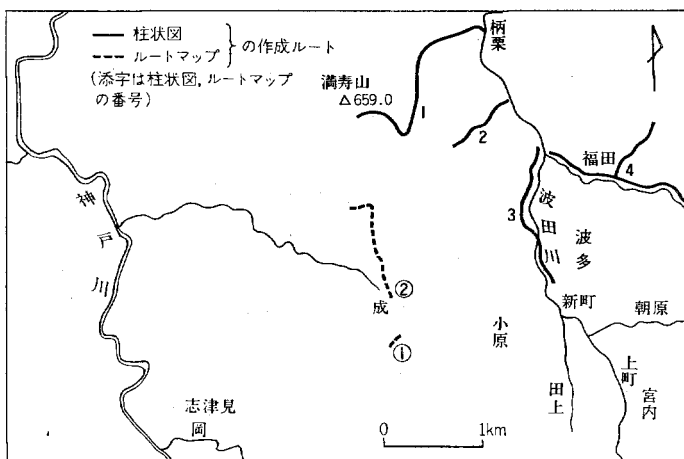 柱状図
ルートマップ
}の作成ルート
(添字は柱状図,ルートマップ
の番号)
柄栗
満寿山
△659.0
1
2
福田
4
3
波田川
波多
神戸川
②
成
①
新町
朝原
小原
田上
上町
宮内
志津見
岡
0 1km